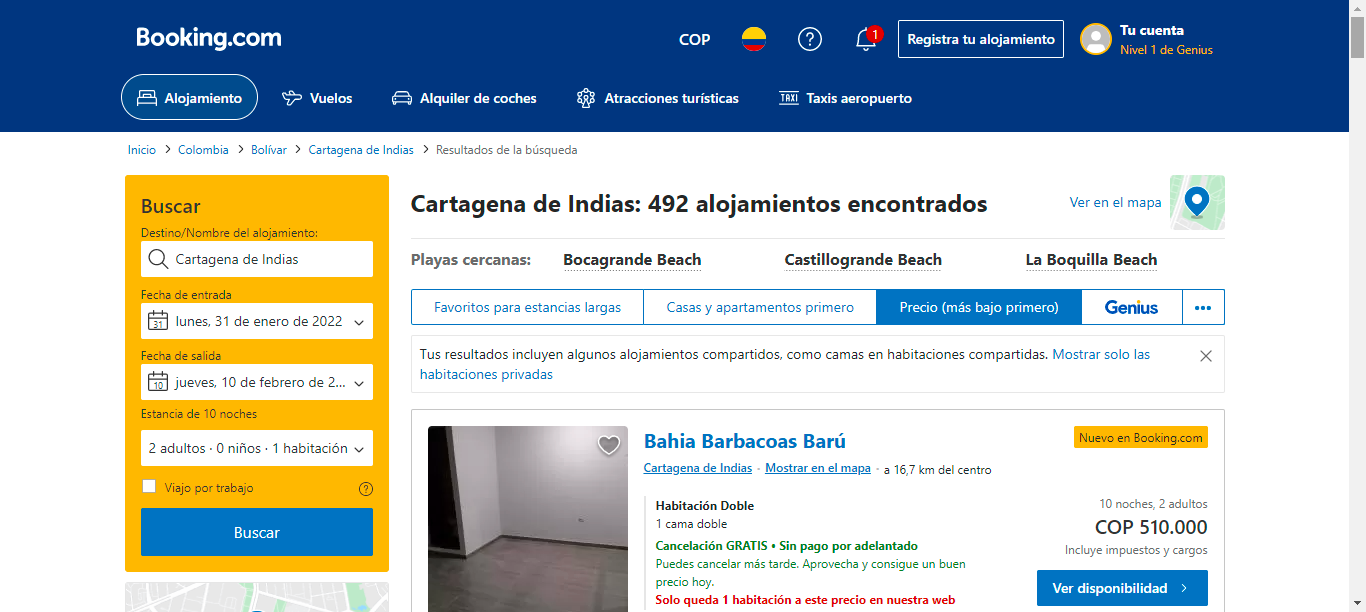 Booking.com
COP
1
Registra tu alojamiento
Tu cuenta
Nivel 1 de Genius
Alojamiento
Vuelos
Alquiler de coches
Atracciones turísticas
TAXI Taxis aeropuerto
Inicio > Colombia > Bolívar > Cartagena de Indias > Resultados de la búsqueda
Buscar
Destino/Nombre del alojamiento:
Cartagena de Indias
Fecha de entrada
31 lunes, 31 de enero de 2022
Fecha de salida
10 jueves, 10 de febrero de 2...
Estancia de 10 noches
2 adultos · 0 niños · 1 habitación
Viajo por trabajo
Buscar
Cartagena de Indias: 492 alojamientos encontrados
Ver en el mapa
Playas cercanas:
Bocagrande Beach
Castillogrande Beach
La Boquilla Beach
Favoritos para estancias largas
Casas y apartamentos primero
Precio (más bajo primero)
Genius
Tus resultados incluyen algunos alojamientos compartidos, como camas en habitaciones compartidas. Mostrar solo las
habitaciones privadas
Bahia Barbacoas Barú
Nuevo en Booking.com
Cartagena de Indias · Mostrar en el mapa · a 16,7 km del centro
Habitación Doble
1 cama doble
Cancelación GRATIS • Sin pago por adelantado
Puedes cancelar más tarde. Aprovecha y consigue un buen
precio hoy.
Solo queda 1 habitación a este precio en nuestra web
10 noches, 2 adultos
COP 510.000
Incluye impuestos y cargos
Ver disponibilidad